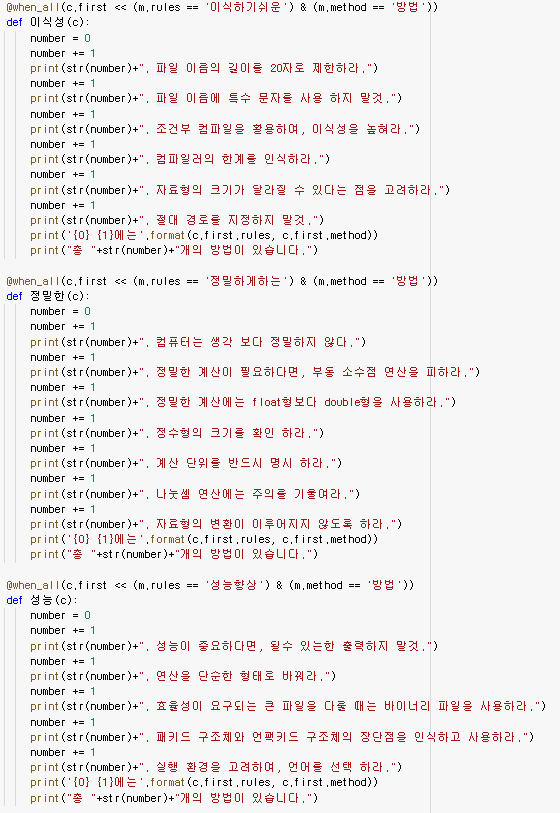 @when_all(c.first << (m.rules == '이식하기쉬운') & (m.method == '방법'))
def 이식성(c):
    number = 0
    number += 1
    print(str(number)+". 파일 이름의 길이를 20자로 제한하라.")
    number += 1
    print(str(number)+". 파일 이름에 특수 문자를 사용 하지 말것.")
    number += 1
    print(str(number)+". 조건부 컴파일을 활용하여, 이식성을 높혀라.")
    number += 1
    print(str(number)+". 컴파일러의 한계를 인식하라.")
    number += 1
    print(str(number)+". 자료형의 크기가 달라질 수 있다는 점을 고려하라.")
    number += 1
    print(str(number)+". 절대 경로를 지정하지 말것.")
    print('{0} {1}에는'.format(c.first.rules, c.first.method))
    print("총 "+str(number)+"개의 방법이 있습니다.")
@when_all(c.first << (m.rules == '정밀하게하는') & (m.method == '방법'))
def 정밀한(c):
    number = 0
    number += 1
    print(str(number)+". 컴퓨터는 생각 보다 정밀하지 않다.")
    number += 1
    print(str(number)+". 정밀한 계산이 필요하다면, 부동 소수점 연산을 피하라.")
    number += 1
    print(str(number)+". 정밀한 계산에는 float형보다 double형을 사용하라.")
    number += 1
    print(str(number)+". 정수형의 크기를 확인 하라.")
    number += 1
    print(str(number)+". 계산 단위를 반드시 명시 하라.")
    number += 1
    print(str(number)+". 나눗셈 연산에는 주의를 기울여라.")
    number += 1
    print(str(number)+". 자료형의 변환이 이루어지지 않도록 하라.")
    print('{0} {1}에는'.format(c.first.rules, c.first.method))
    print("총 "+str(number)+"개의 방법이 있습니다.")
@when_all(c.first << (m.rules == '성능향상') & (m.method == '방법'))
def 성능(c):
    number = 0
    number += 1
    print(str(number)+". 성능이 중요하다면, 될수 있는한 출력하지 말것.")
    number += 1
    print(str(number)+". 연산을 단순한 형태로 바꿔라.")
    number += 1
    print(str(number)+". 효율성이 요구되는 큰 파일을 다룰 때는 바이너리 파일을 사용하라.")
    number += 1
    print(str(number)+". 패키드 구조체와 언팩키드 구조체의 장단점을 인식하고 사용하라.")
    number += 1
    print(str(number)+". 실행 환경을 고려하여, 언어를 선택 하라.")
    print('{0} {1}에는'.format(c.first.rules, c.first.method))
    print("총 "+str(number)+"개의 방법이 있습니다.")